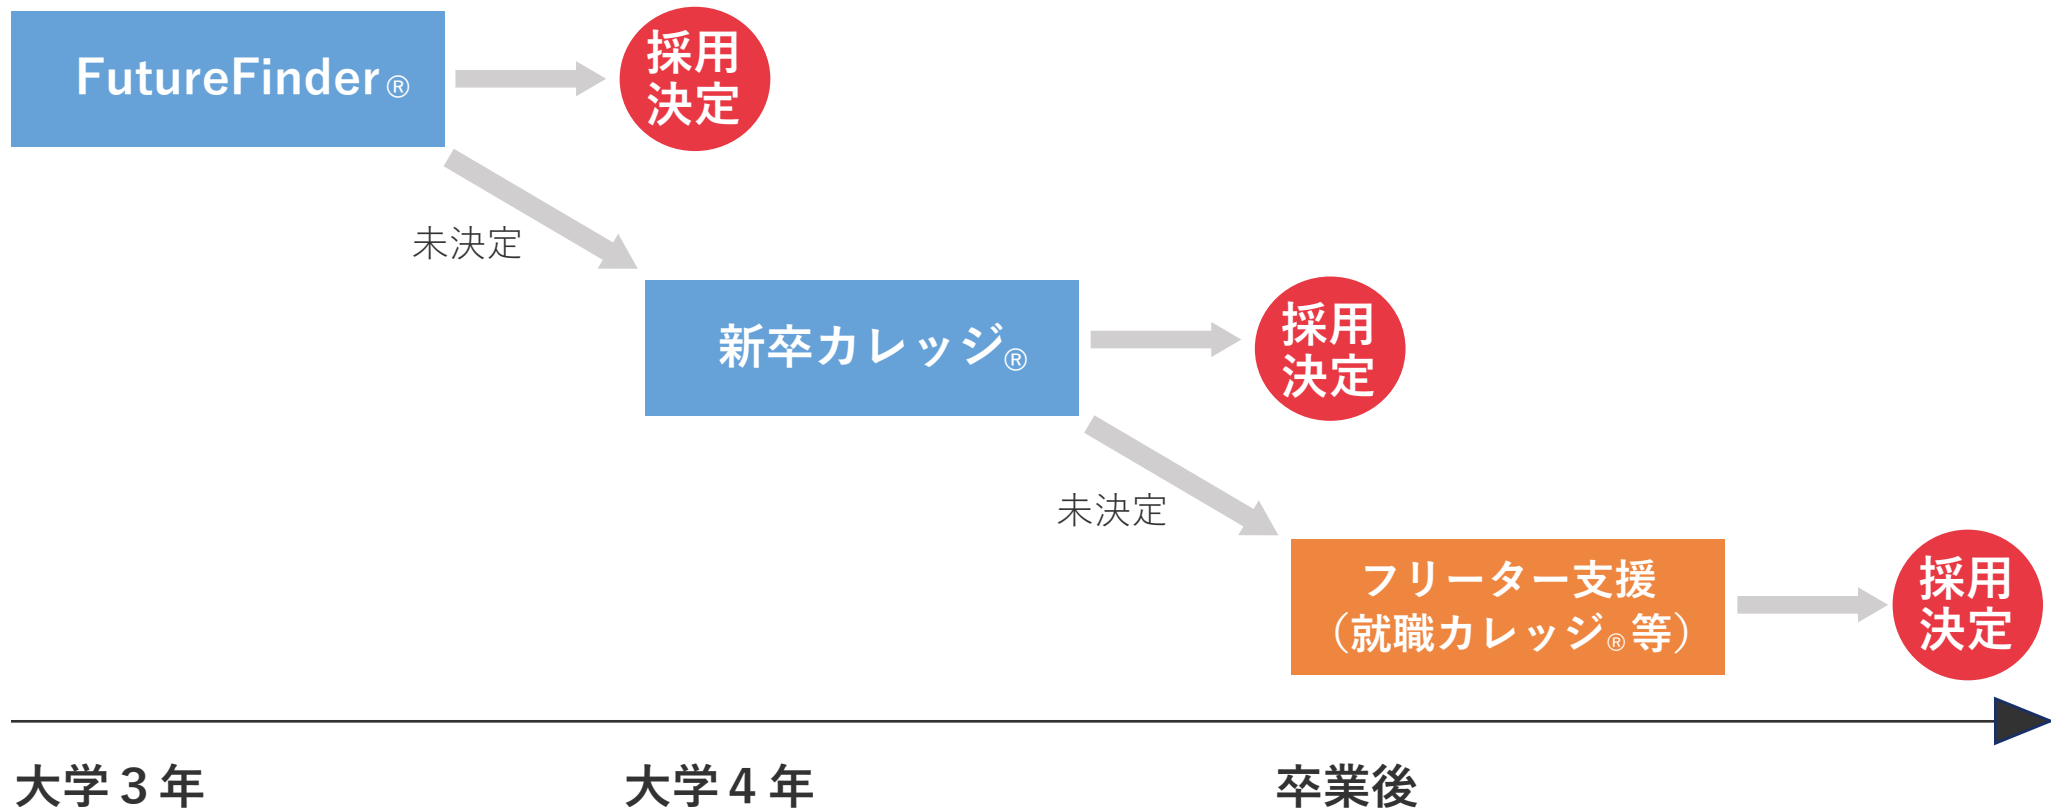 FutureFinder®
採用
決定
未決定
新卒カレッジ®
採用
決定
未決定
フリーター支援
（就職カレッジ®等）
採用
決定
大学３年
大学４年
卒業後